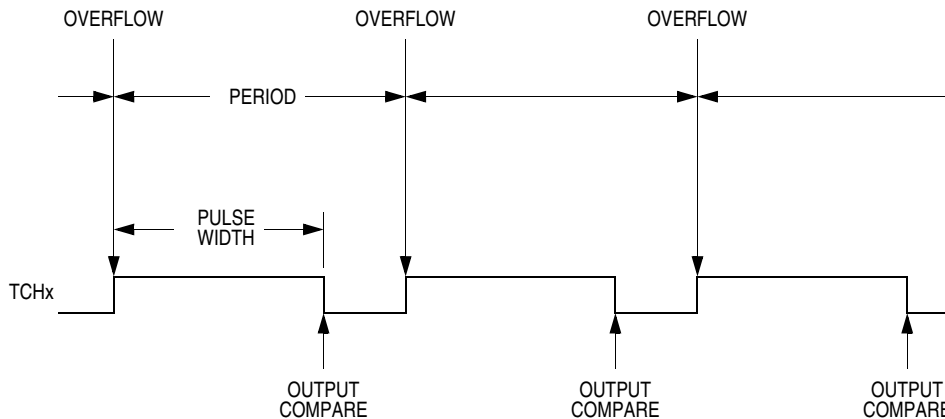 OVERFLOW
OVERFLOW
OVERFLOW
PERIOD
PULSE
WIDTH
TCHx
OUTPUT
COMPARE
OUTPUT
COMPARE
OUTPUT
COMPARE